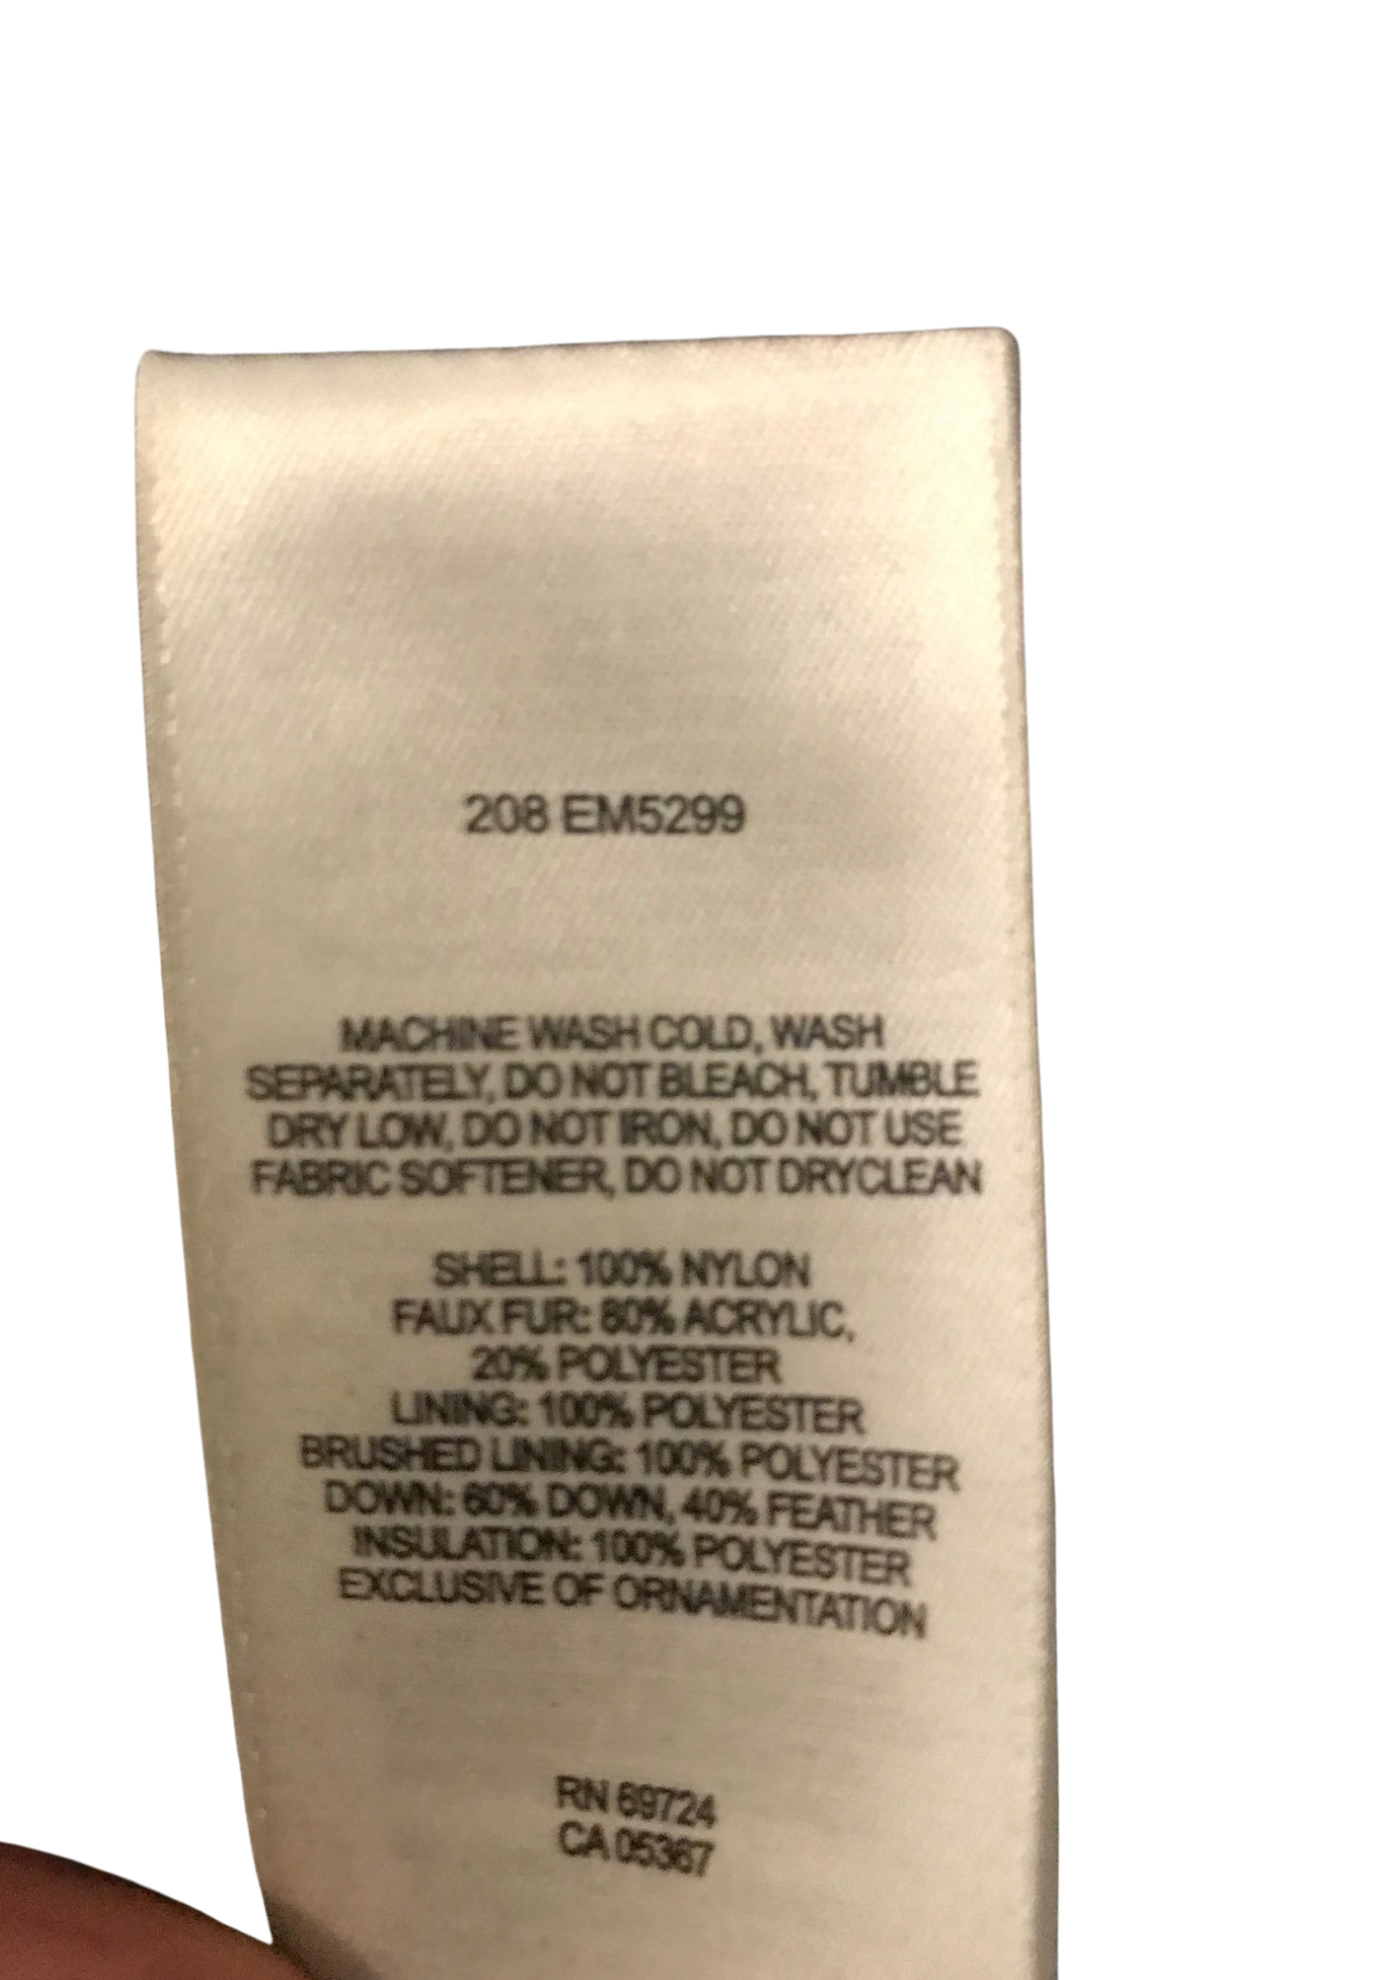 208 EM5299
MACHINE WASH COLD, WASH
SEPARATELY, DO NOT BLEACH, TUMBLE
DRY LOW, DO NOT IRON, DO NOT USE
FABRIC SOFTENER, DO NOT DRYCLEAN
SHELL: 100% NYLON
FAUX FUR: 80% ACRYLIC,
20% POLYESTER
LINING: 100% POLYESTER
BRUSHED LINING: 100% POLYESTER
DOWN: 60% DOWN, 40% FEATHER
INSULATION: 100% POLYESTER
EXCLUSIVE OF ORNAMENTATION
RN 69724
CA 05367